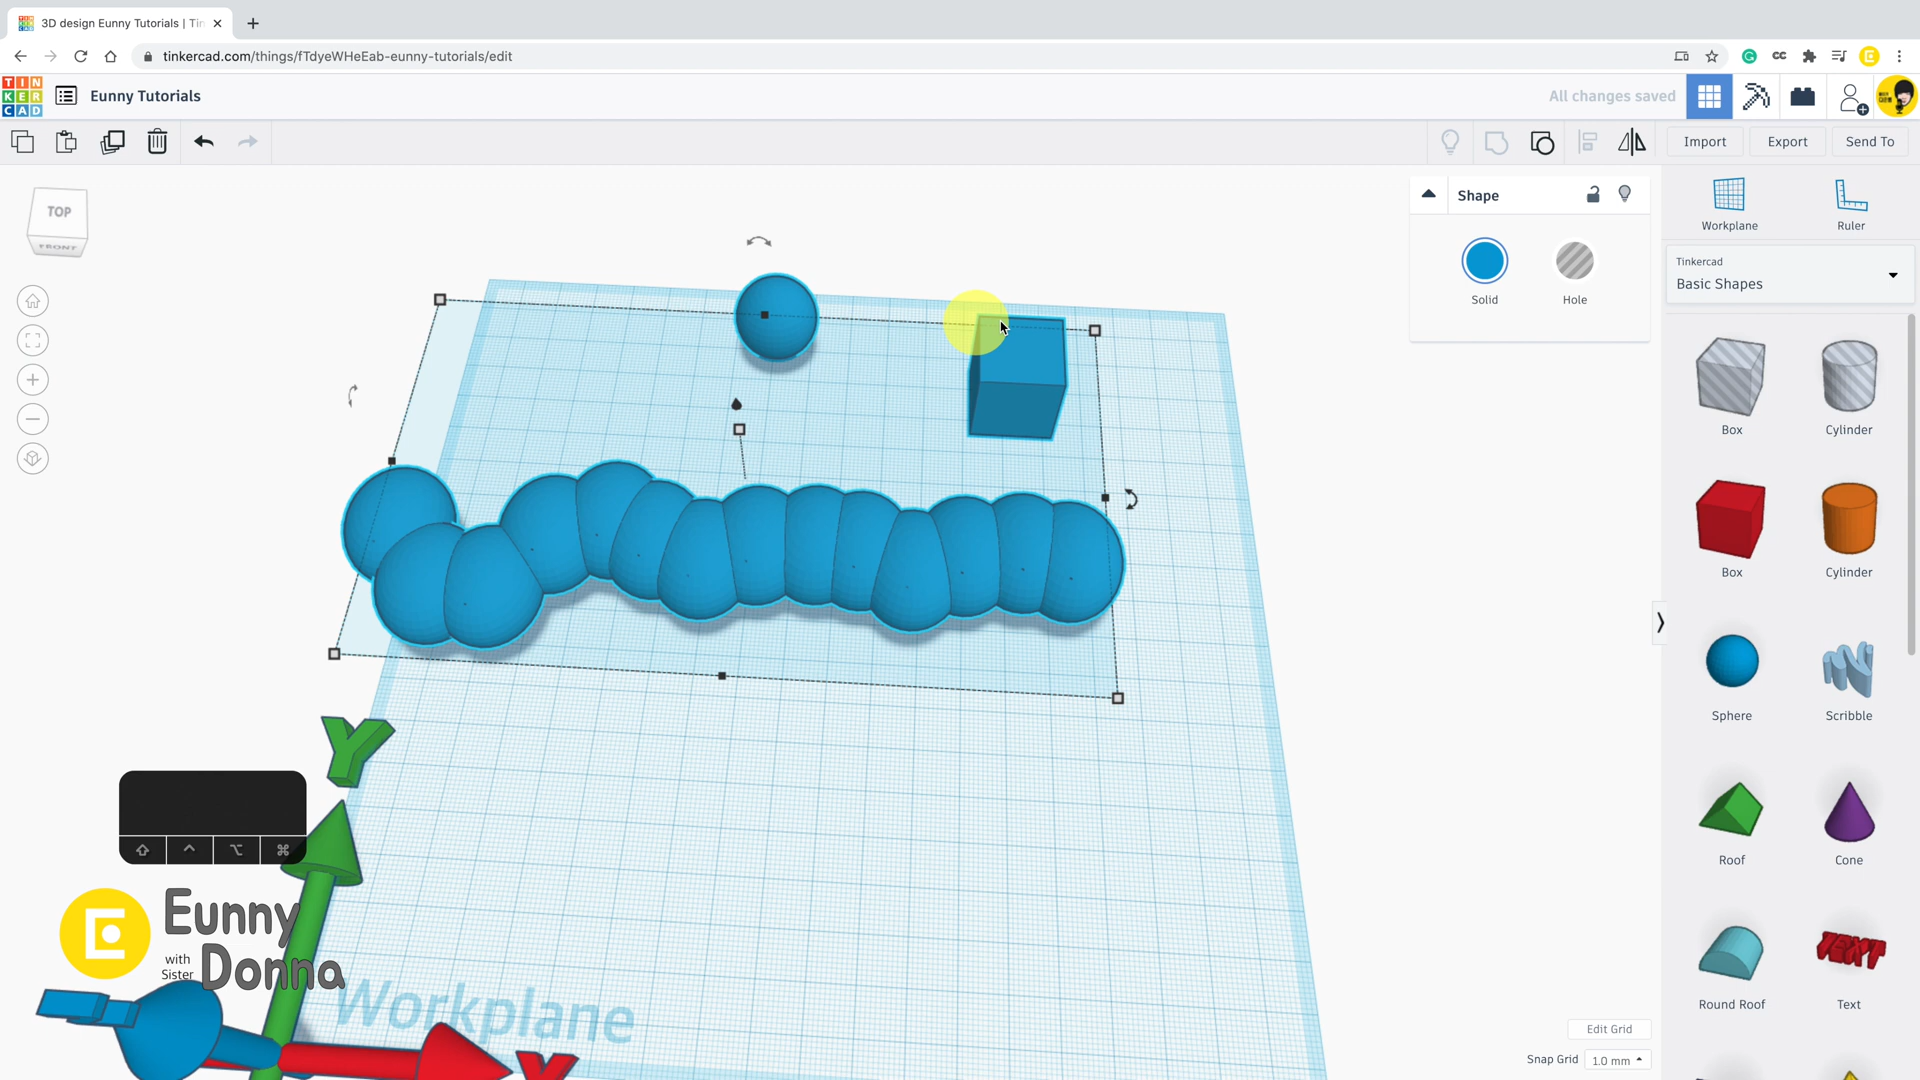 3D design Eunny Tutorials | Tin
tinkercad.com/things/fTdyeWHeEab-eunny-tutorials/edit
CC
TIN
KER
CAD
Eunny Tutorials
All changes saved
Import
Export
Send To
TOP
FRONT
Shape
Solid
Hole
Workplane
Ruler
Tinkercad
Basic Shapes
Box
Cylinder
Box
Cylinder
Sphere
Scribble
Roof
Cone
Round Roof
TEXT
Text
Y
X
Eunny
with
Sister
Donna
Workplane
Edit Grid
Snap Grid
1.0 mm